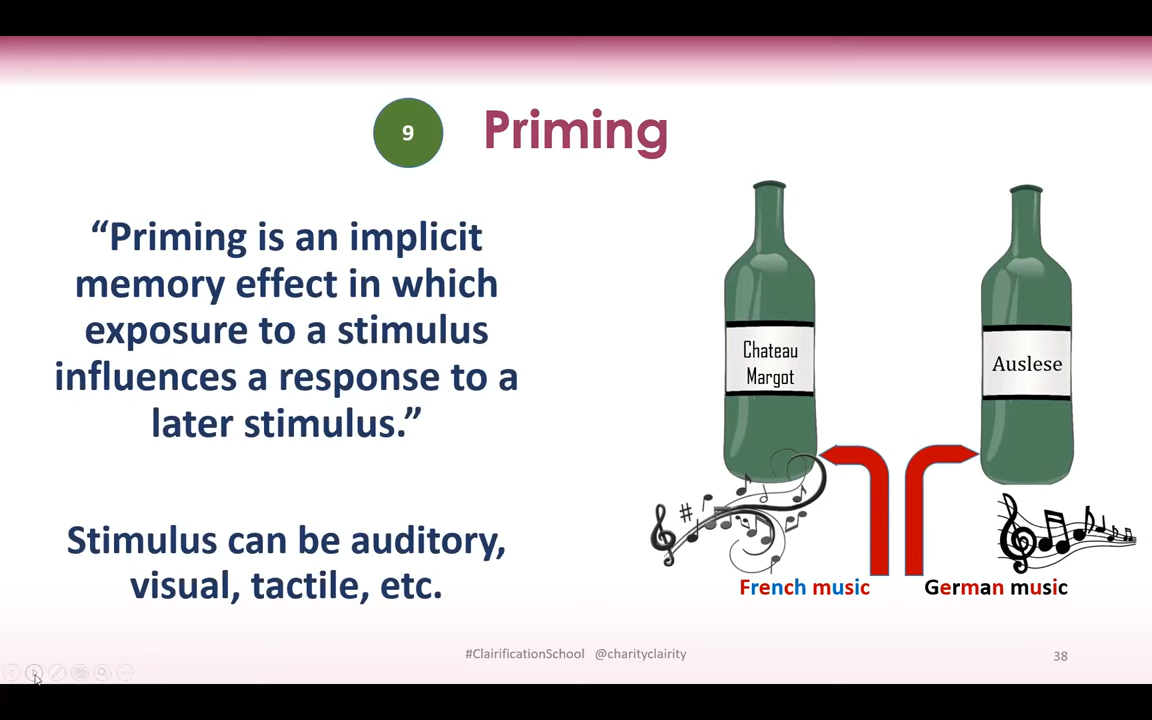 9
Priming
“Priming is an implicit
memory effect in which
exposure to a stimulus
influences a response to a
later stimulus.”
Stimulus can be auditory,
visual, tactile, etc.
Chateau
Margot
Auslese
French music
German music
#ClairificationSchool @charityclairity
38